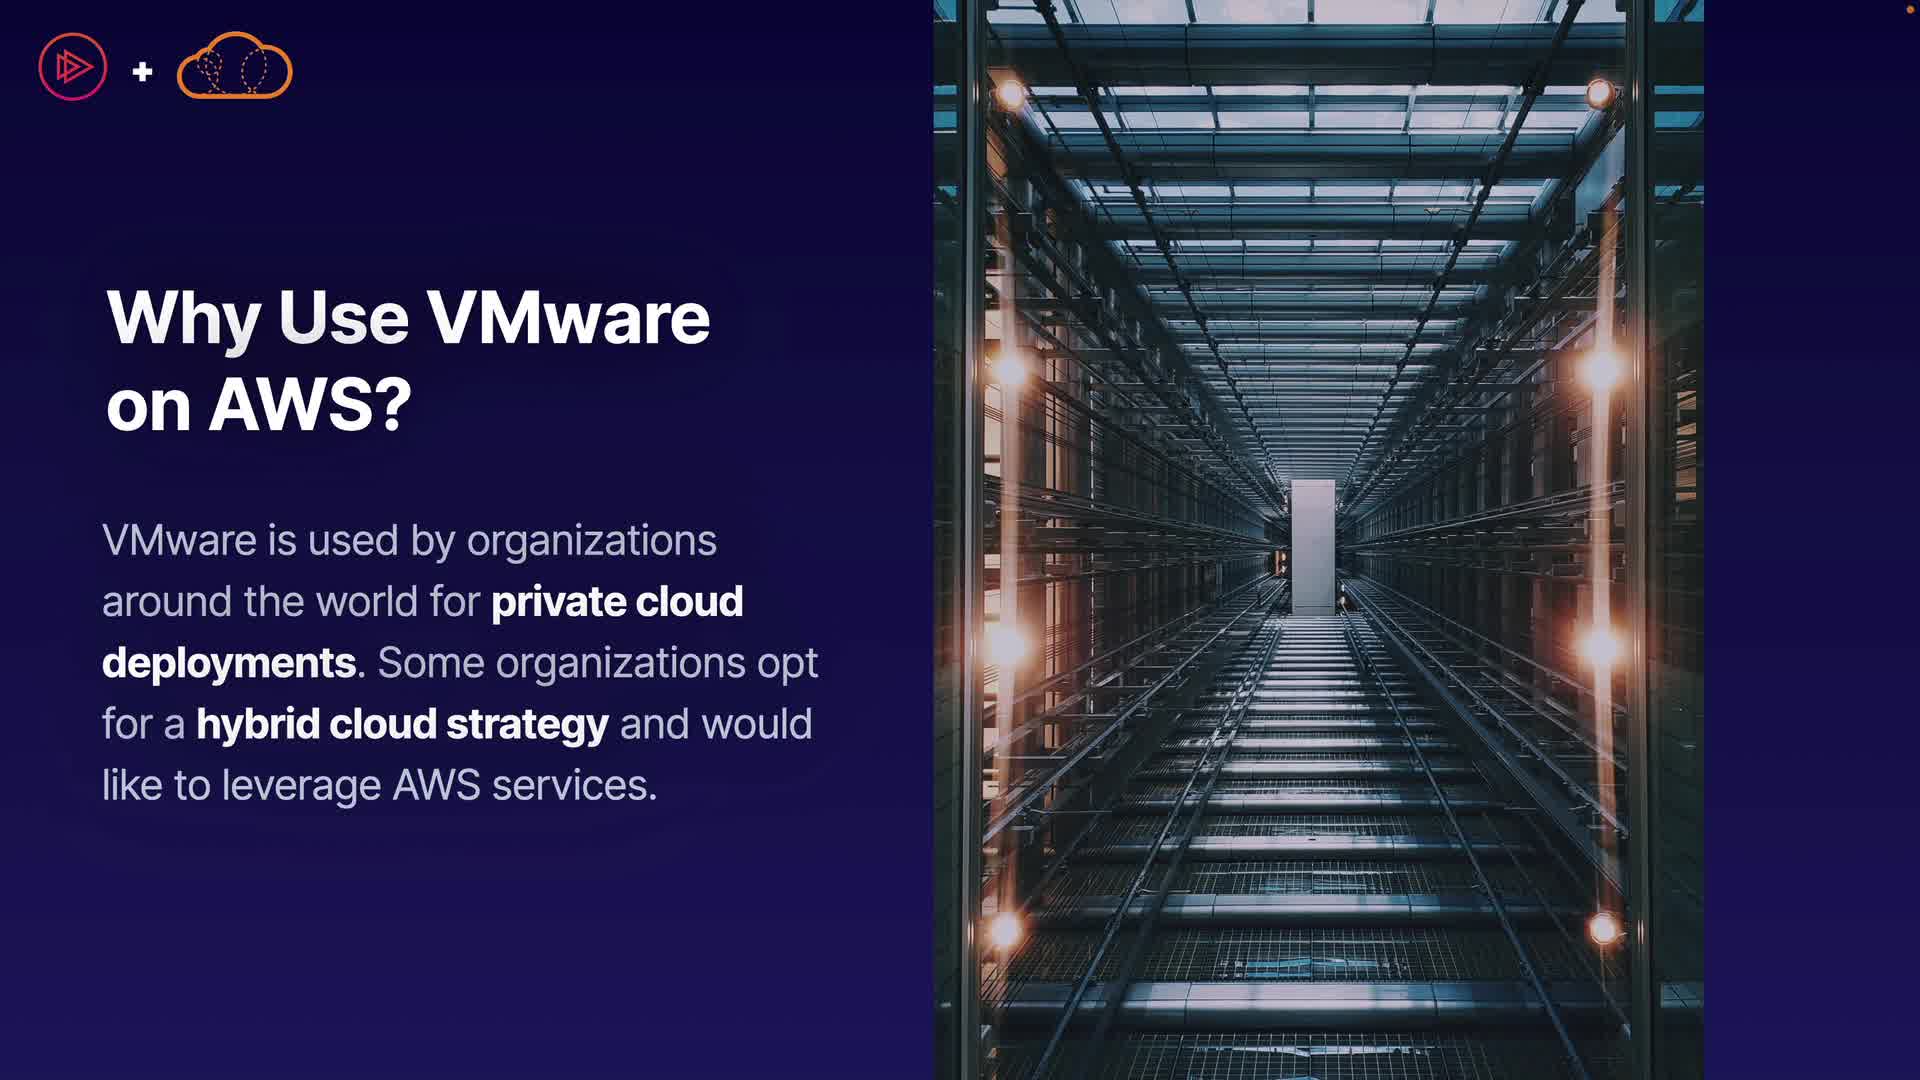 Why Use VMware
on AWS?
VMware is used by organizations
around the world for private cloud
deployments. Some organizations opt
for a hybrid cloud strategy and would
like to leverage AWS services.